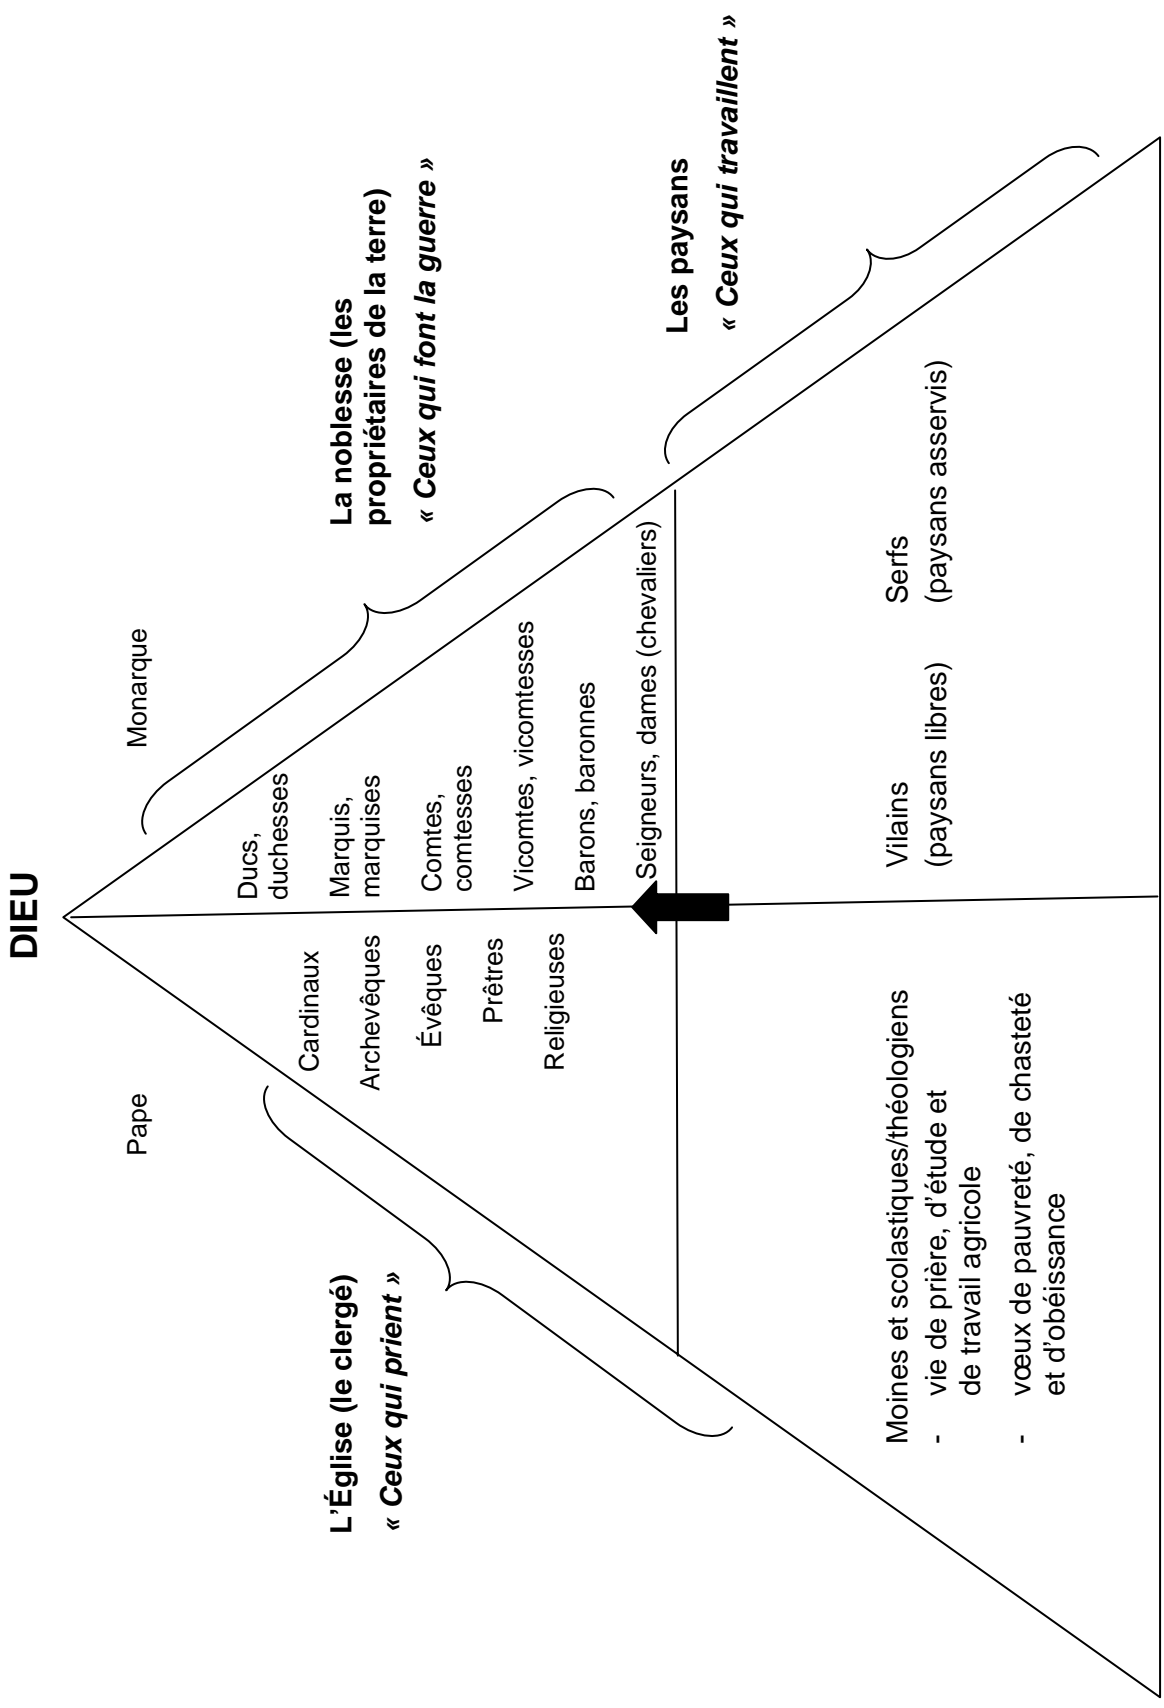 DIEU
Pape
Monarque
L'Église (le clergé)
« Ceux qui prient »
La noblesse (les
propriétaires de la terre)
« Ceux qui font la guerre »
Cardinaux
Archevêques
Évêques
Prêtres
Religieuses
Ducs,
duchesses
Marquis,
marquises
Comtes,
comtesses
Vicomtes, vicomtesses
Barons, baronnes
Seigneurs, dames (chevaliers)
Les paysans
« Ceux qui travaillent »
Moines et scolastiques/théologiens
- vie de prière, d'étude et
de travail agricole
- vœux de pauvreté, de chasteté
et d'obéissance
Vilains
(paysans libres)
Serfs
(paysans asservis)